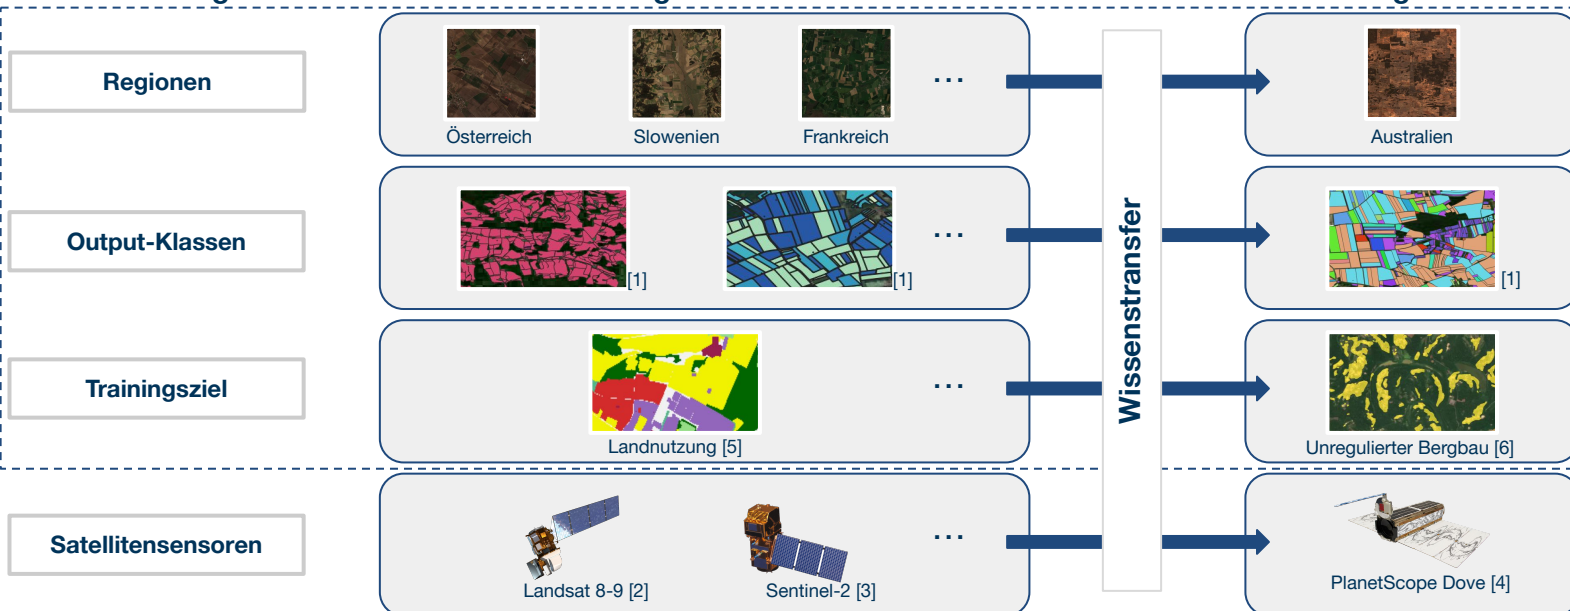 Regionen
Österreich
Slowenien
Frankreich
...
Australien
Output-Klassen
[1]
[1]
...
[1]
Wissenstransfer
Trainingsziel
...
Landnutzung [5]
Unregulierter Bergbau [6]
Satellitensensoren
...
Landsat 8-9 [2]
Sentinel-2 [3]
PlanetScope Dove [4]